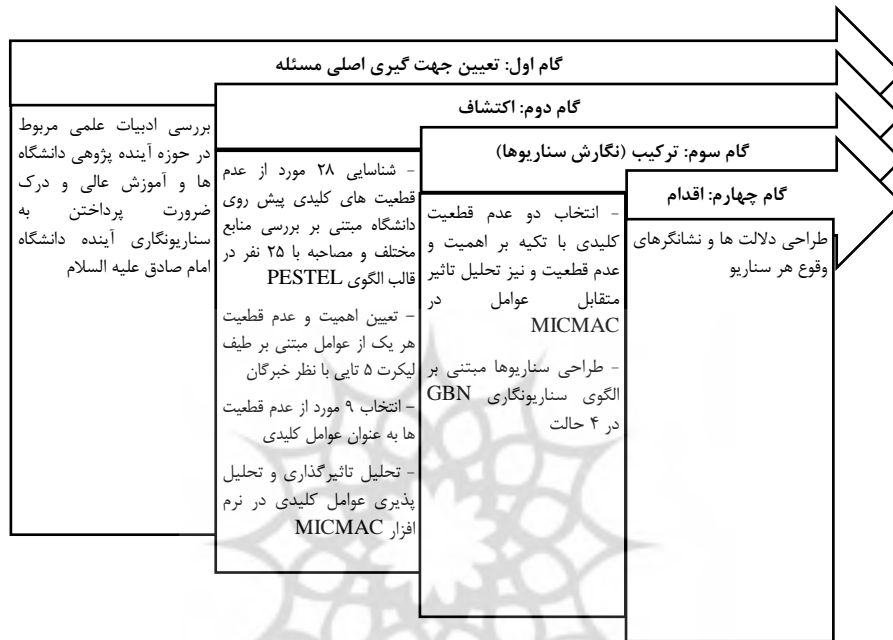 گام اول: تعیین جهت گیری اصلی مسئله
بررسی ادبیات علمی مربوط
در حوزه آینده پژوهی دانشگاه
ها و آموزش عالی و درک
ضرورت پرداختن به
سناریونگاری آینده دانشگاه
امام صادق علیه السلام
گام دوم: اکتشاف
- شناسایی ۲۸ مورد از عدم
قطعیت های کلیدی پیش روی
دانشگاه مبتنی بر بررسی منابع
مختلف و مصاحبه با ۲۵ نفر در
قالب الگوی PESTEL
- تعیین اهمیت و عدم قطعیت
هر یک از عوامل مبتنی بر طیف
لیکرت ۵ تایی با نظر خبرگان
- انتخاب ۹ مورد از عدم قطعیت
ها به عنوان عوامل کلیدی
- تحلیل تاثیرگذاری و تحلیل
پذیری عوامل کلیدی در نرم
افزار MICMAC
گام سوم: ترکیب (نگارش سناریوها)
- انتخاب دو عدم قطعیت
کلیدی با تکیه بر اهمیت و
عدم قطعیت و نیز تحلیل تاثیر
متقابل عوامل در
MICMAC
- طراحی سناریوها مبتنی بر
الگوی سناریونگاری GBN
در ۴ حالت
گام چهارم: اقدام
طراحی دلالت ها و نشانگرهای
وقوع هر سناریو